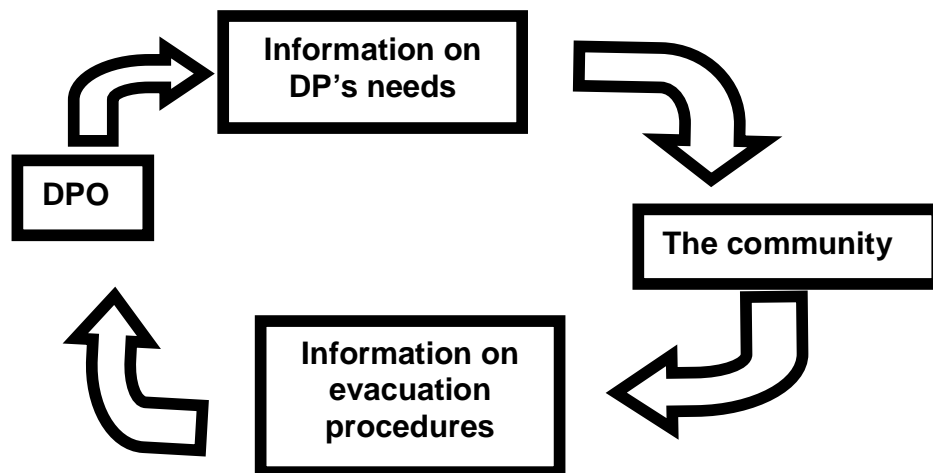 Information on
DP's needs
DPO
The community
Information on
evacuation
procedures